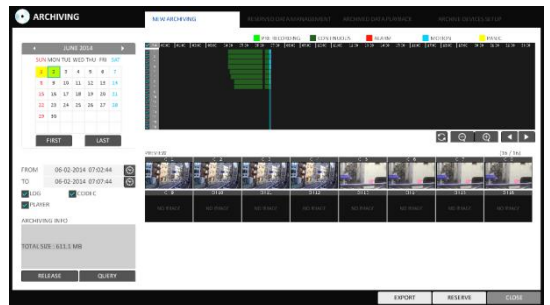 ARCHIVING
NEW ARCHIVING
RESERVED DATA MANAGEMENT
ARCHIVED DATA PLAYBACK
ARCHIVE DEVICES SETUP
PRE RECORDING
CONTINUOUS
ALARM
MOTION
PANIC
JUNE 2014
SUN MON TUE WED THU FRI SAT
1 2 3 4 5 6 7
8 9 10 11 12 13 14
15 16 17 18 19 20 21
22 23 24 25 26 27 28
29 30
FIRST LAST
PREVIEW
[16 / 16]
FROM 06-02-2014 07:02:44
TO 06-02-2014 07:07:44
LOG CODEC
PLAYER
NO IMAGE NO IMAGE NO IMAGE NO IMAGE NO IMAGE NO IMAGE NO IMAGE NO IMAGE
ARCHIVING INFO
TOTAL SIZE : 611.1 MB
RELEASE QUERY
EXPORT RESERVE CLOSE